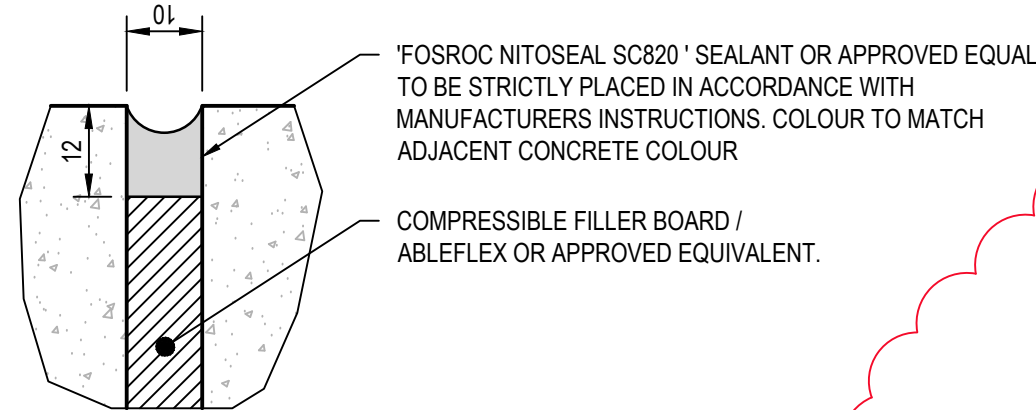 10
'FOSROC NITOSEAL SC820 ' SEALANT OR APPROVED EQUAL
TO BE STRICTLY PLACED IN ACCORDANCE WITH
MANUFACTURERS INSTRUCTIONS. COLOUR TO MATCH
ADJACENT CONCRETE COLOUR
12
COMPRESSIBLE FILLER BOARD /
ABLEFLEX OR APPROVED EQUIVALENT.